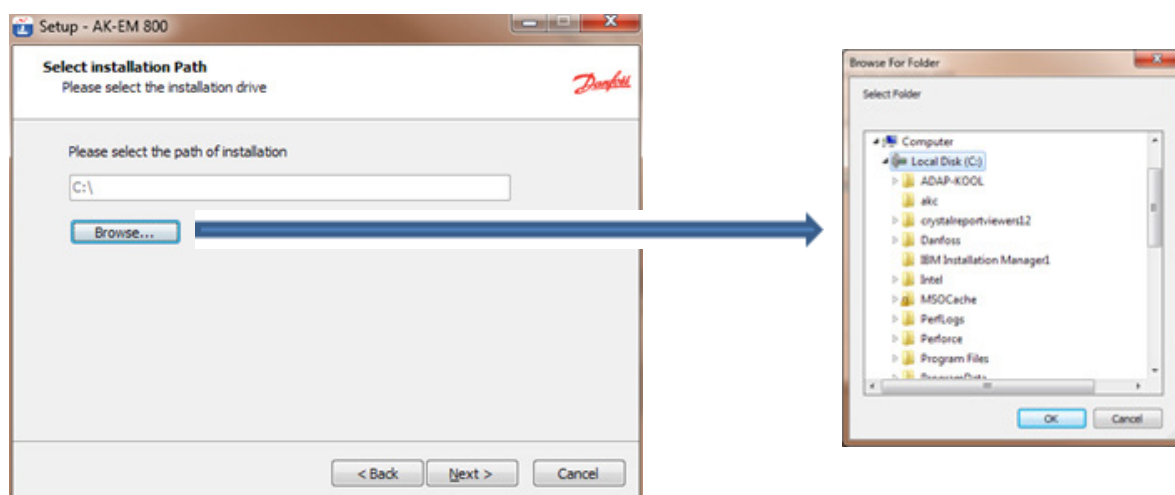 Setup - AK-EM 800
Select installation Path
Please select the installation drive
Danfoss
Please select the path of installation
C:\
Browse...
< Back
Next >
Cancel
Browse For Folder
Select Folder
Computer
Local Disk (C:)
ADAP-KOOL
akc
crystalreportviewers12
Danfoss
IBM Installation Manager1
Intel
MSOCache
PerfLogs
Perforce
Program Files
ProgramData
OK
Cancel